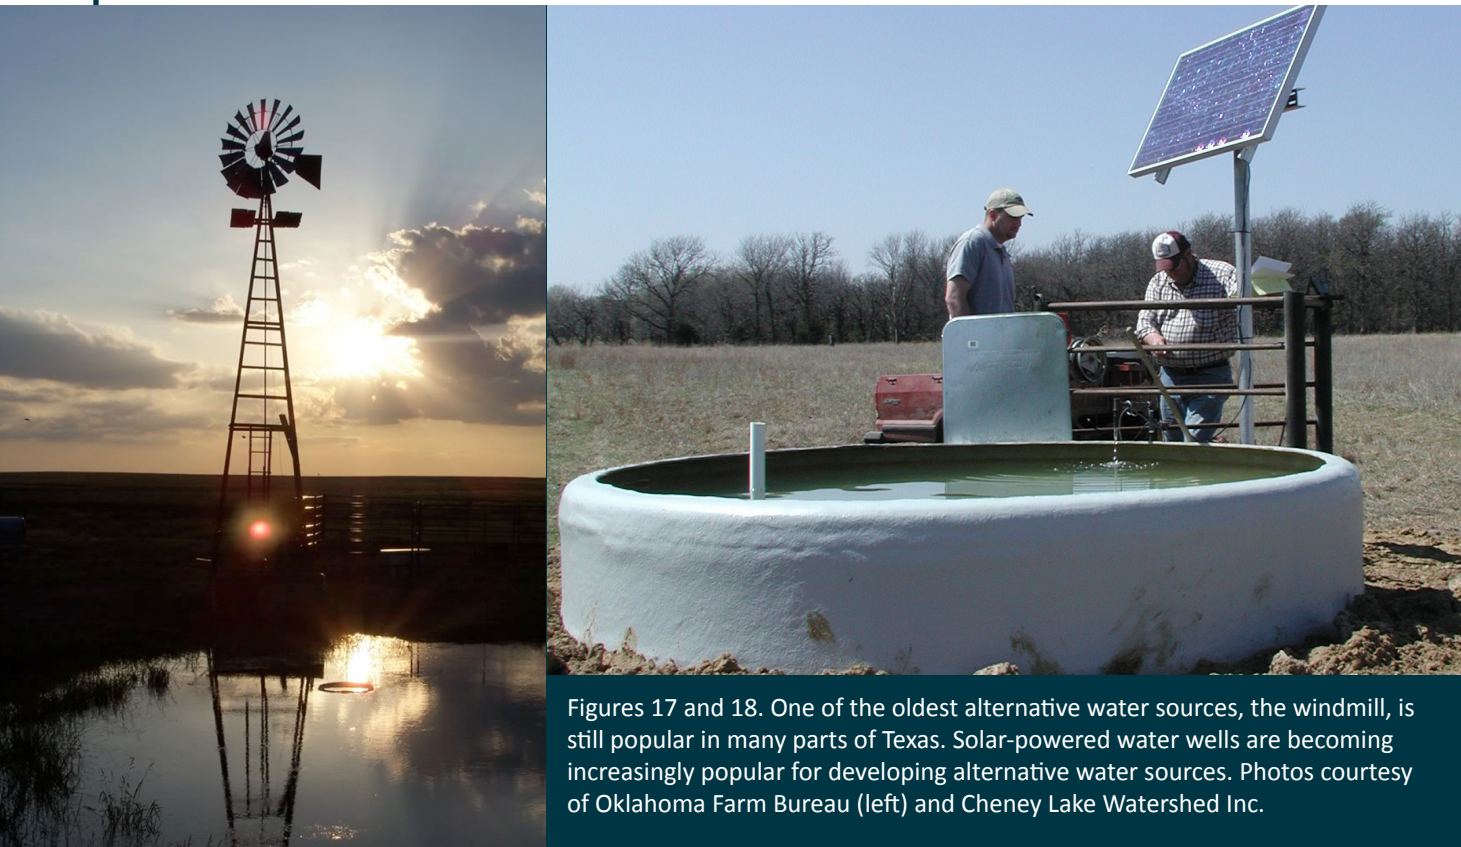 Figures 17 and 18. One of the oldest alternative water sources, the windmill, is
still popular in many parts of Texas. Solar-powered water wells are becoming
increasingly popular for developing alternative water sources. Photos courtesy
of Oklahoma Farm Bureau (left) and Cheney Lake Watershed Inc.